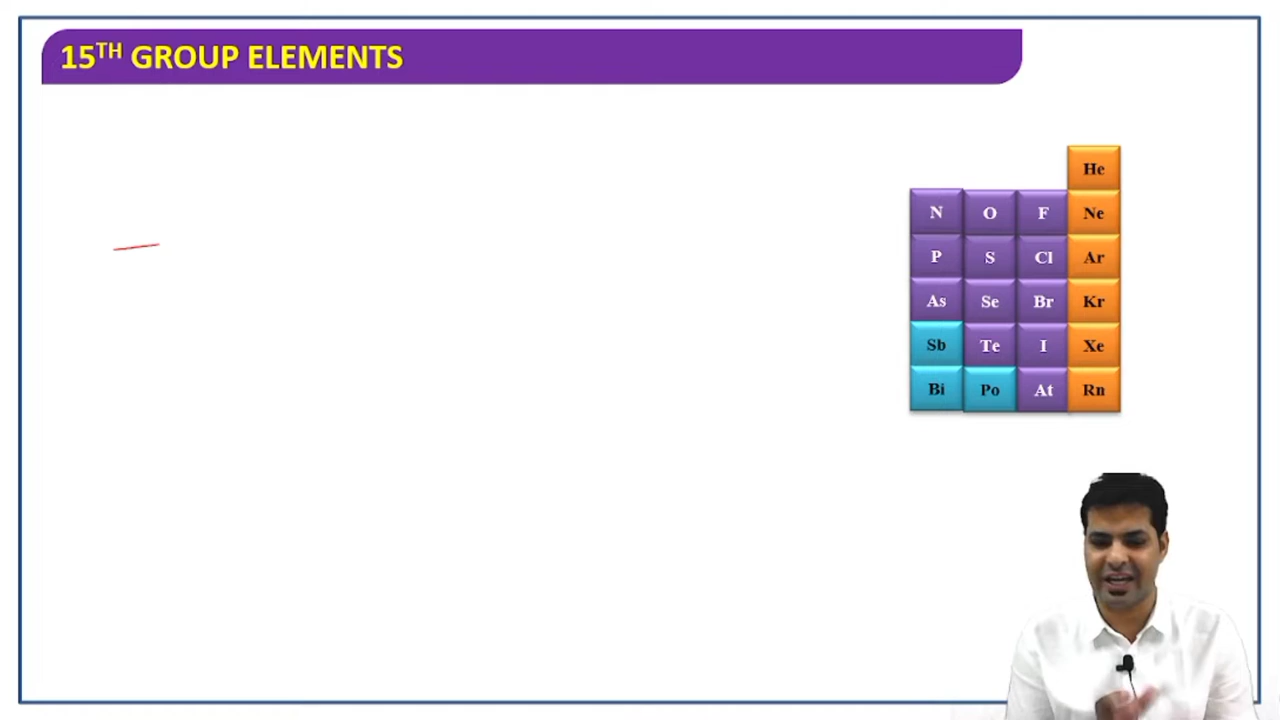 15TH GROUP ELEMENTS
He
N O F Ne
P S Cl Ar
As Se Br Kr
Sb Te I Xe
Bi Po At Rn